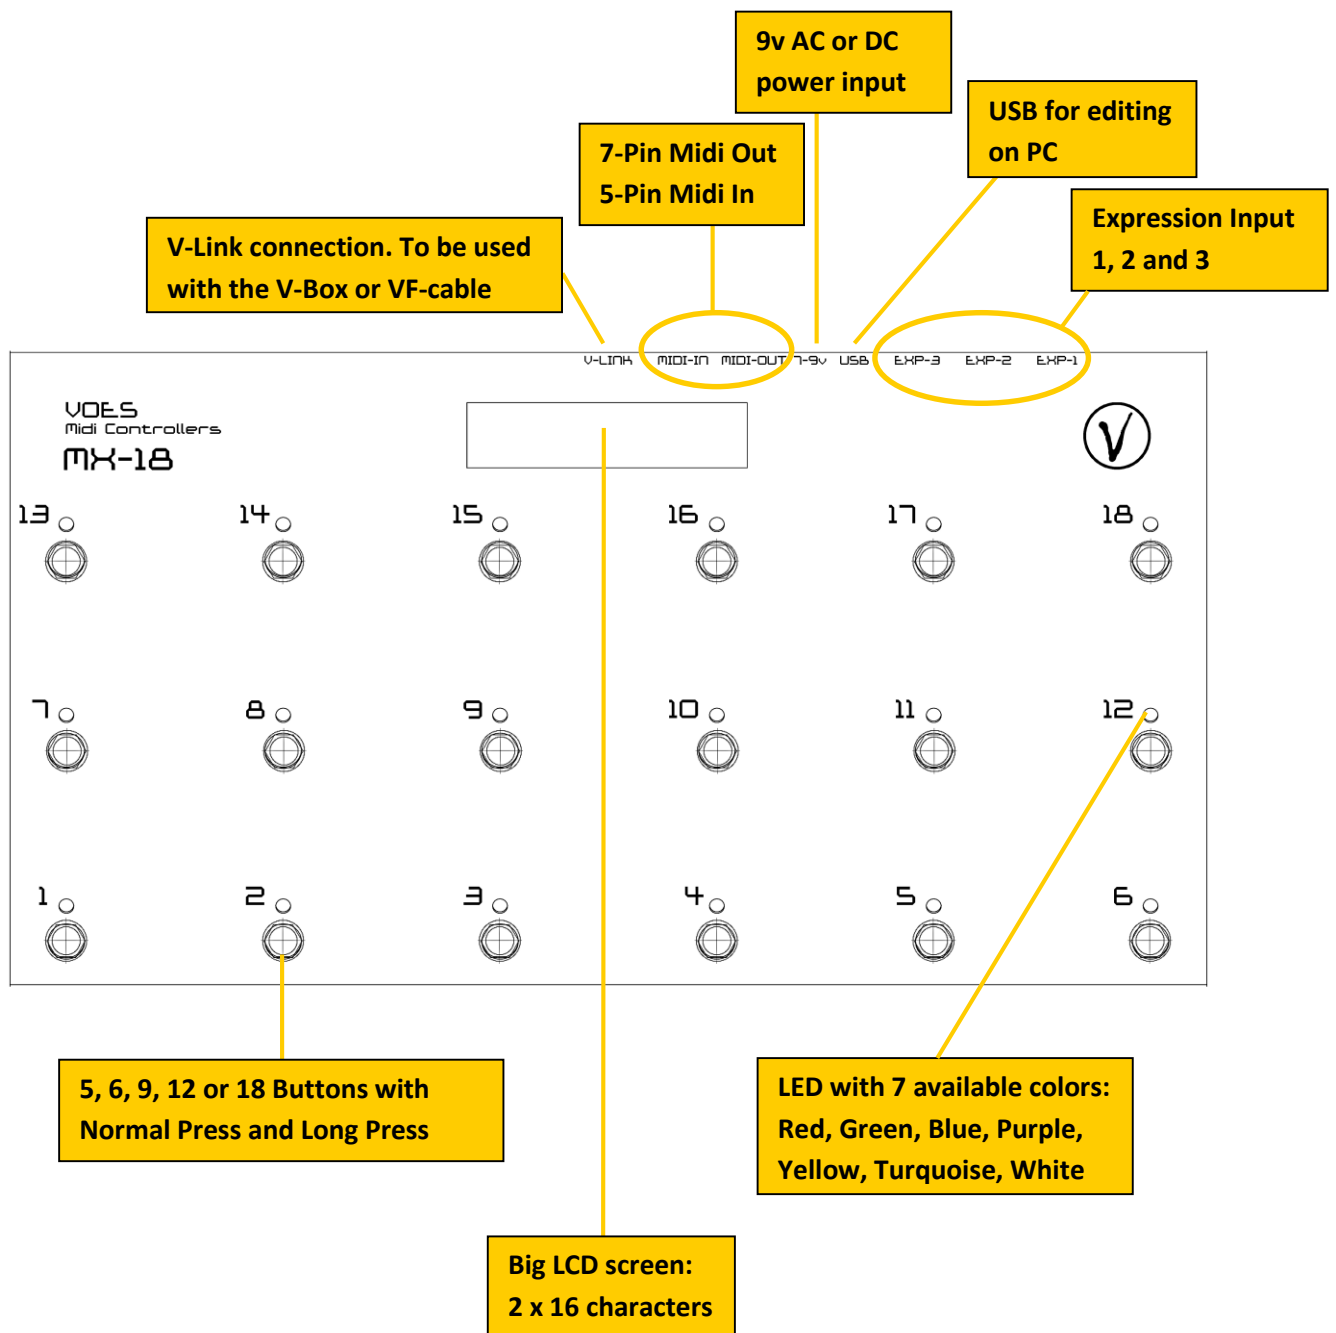 9v AC or DC
power input
USB for editing
on PC
7-Pin Midi Out
5-Pin Midi In
Expression Input
1, 2 and 3
V-Link connection. To be used
with the V-Box or VF-cable
V-LINK MIDI-IN MIDI-OUT 7-9v USB EXP-3 EXP-2 EXP-1
VOES
Midi Controllers
MX-18
V
13 14 15 16 17 18
7 8 9 10 11 12
1 2 3 4 5 6
5, 6, 9, 12 or 18 Buttons with
Normal Press and Long Press
LED with 7 available colors:
Red, Green, Blue, Purple,
Yellow, Turquoise, White
Big LCD screen:
2 x 16 characters